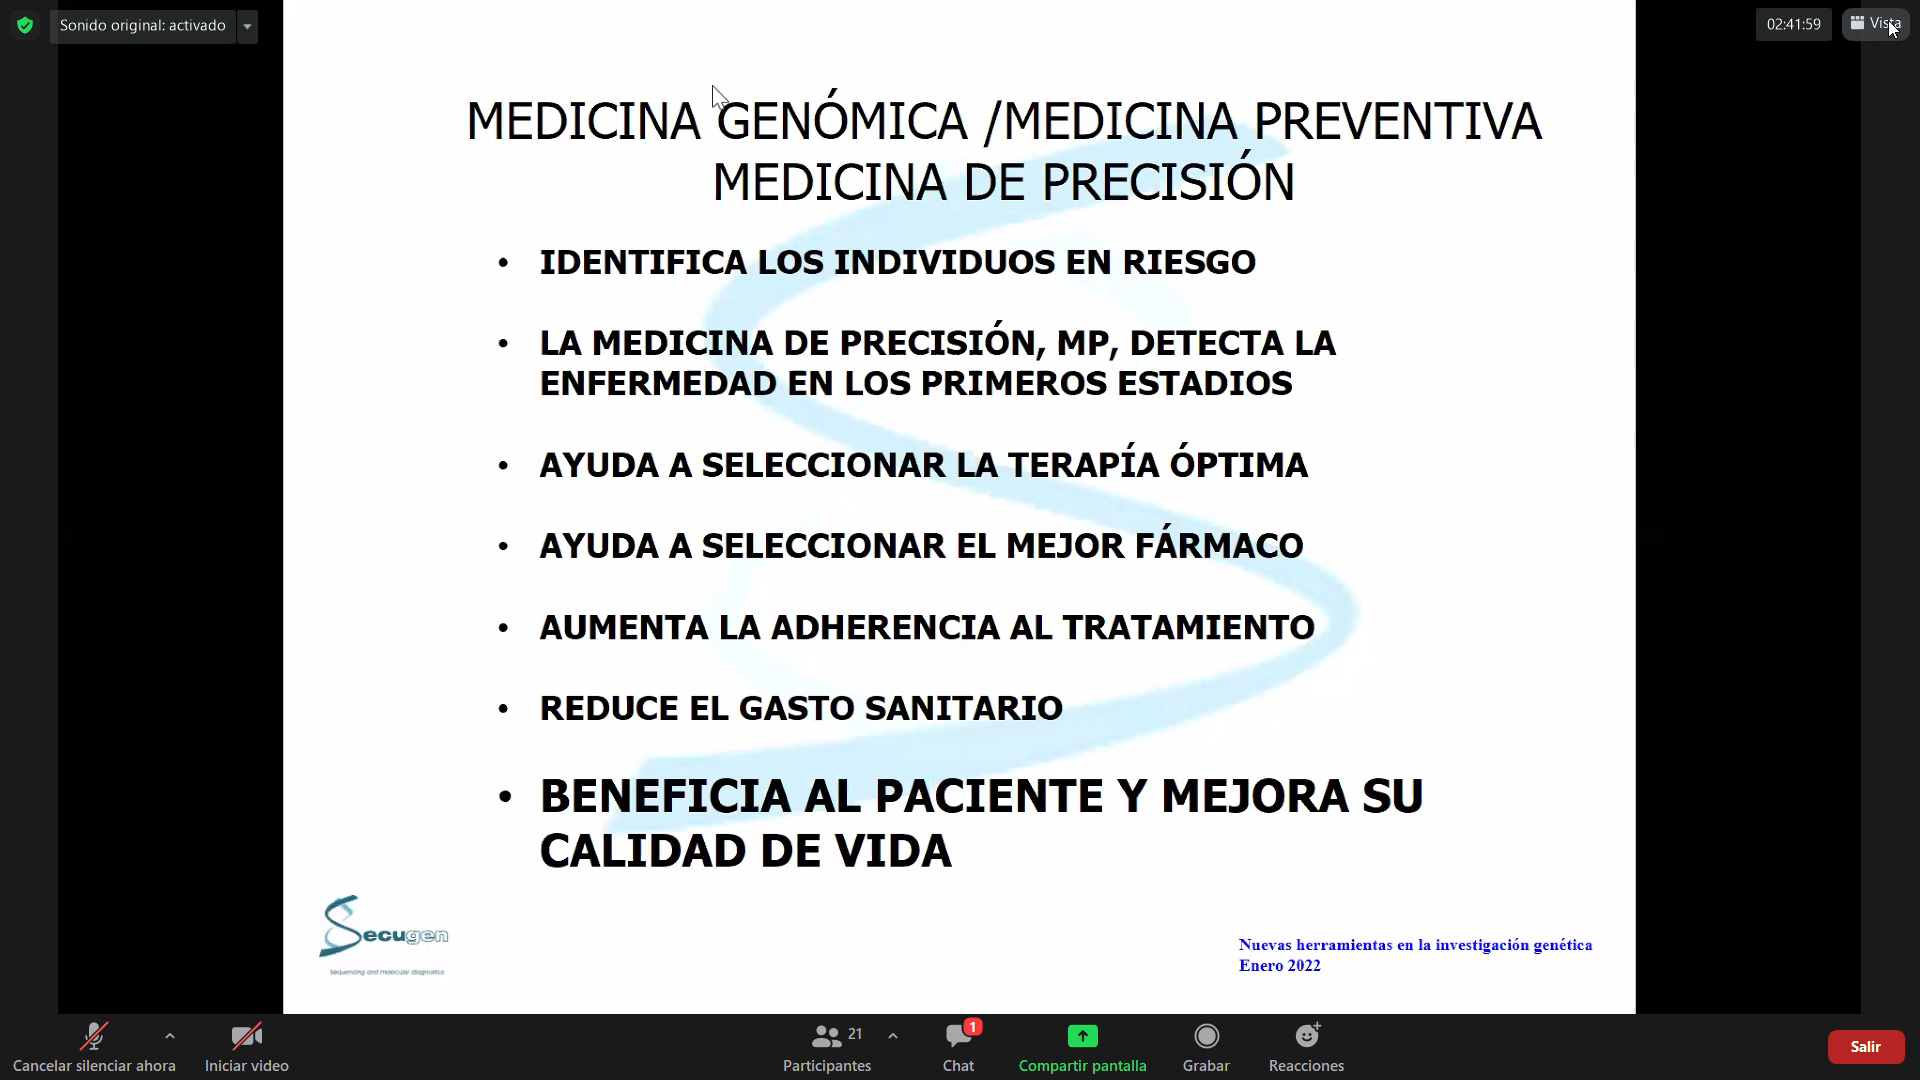 Sonido original: activado
02:41:59
Vista
MEDICINA GENÓMICA /MEDICINA PREVENTIVA
MEDICINA DE PRECISIÓN
• IDENTIFICA LOS INDIVIDUOS EN RIESGO
• LA MEDICINA DE PRECISIÓN, MP, DETECTA LA
ENFERMEDAD EN LOS PRIMEROS ESTADIOS
• AYUDA A SELECCIONAR LA TERAPÍA ÓPTIMA
• AYUDA A SELECCIONAR EL MEJOR FÁRMACO
• AUMENTA LA ADHERENCIA AL TRATAMIENTO
• REDUCE EL GASTO SANITARIO
• BENEFICIA AL PACIENTE Y MEJORA SU
CALIDAD DE VIDA
Secugen
Sequencing and molecular diagnostics
Nuevas herramientas en la investigación genética
Enero 2022
Cancelar silenciar ahora
Iniciar video
21
Participantes
1
Chat
Compartir pantalla
Grabar
Reacciones
Salir